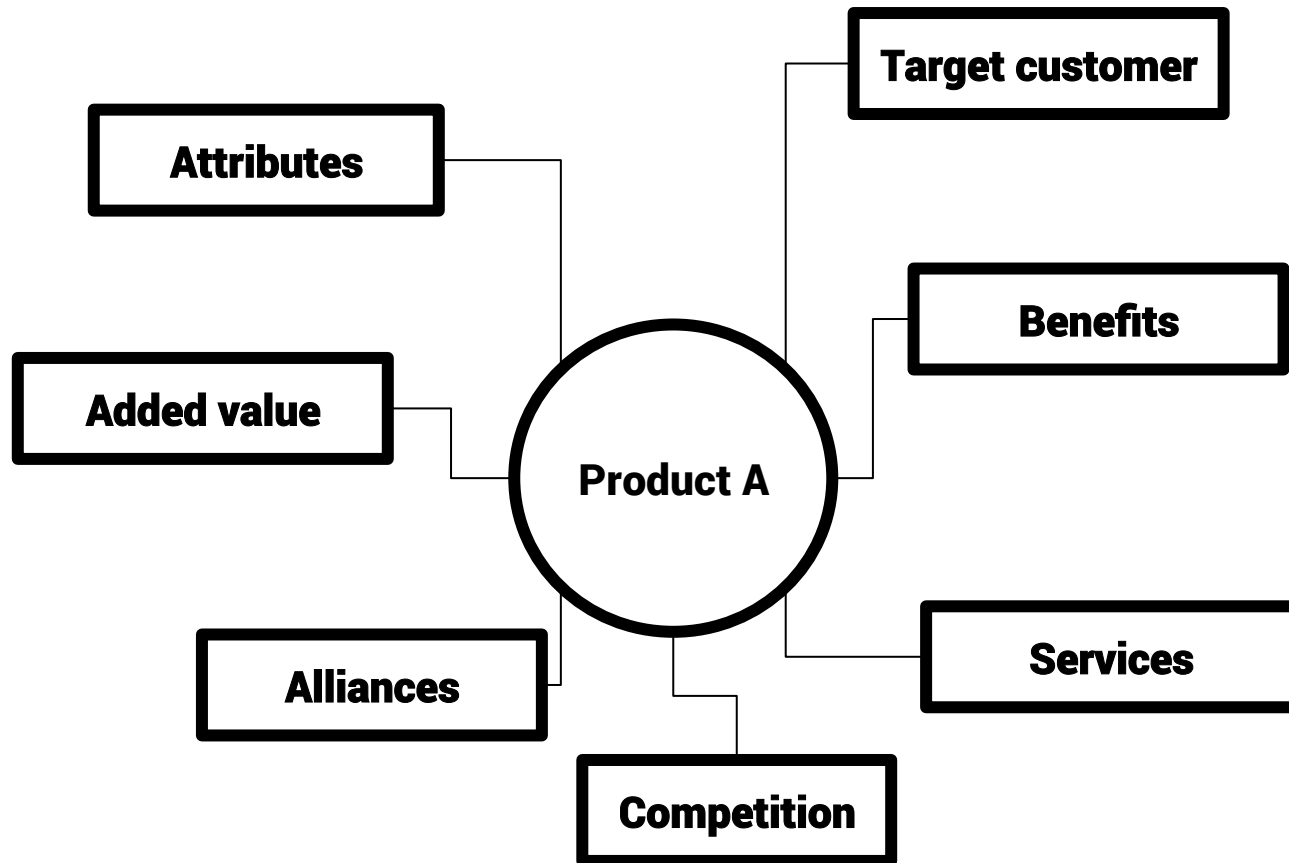 Target customer
Attributes
Benefits
Added value
Product A
Services
Alliances
Competition